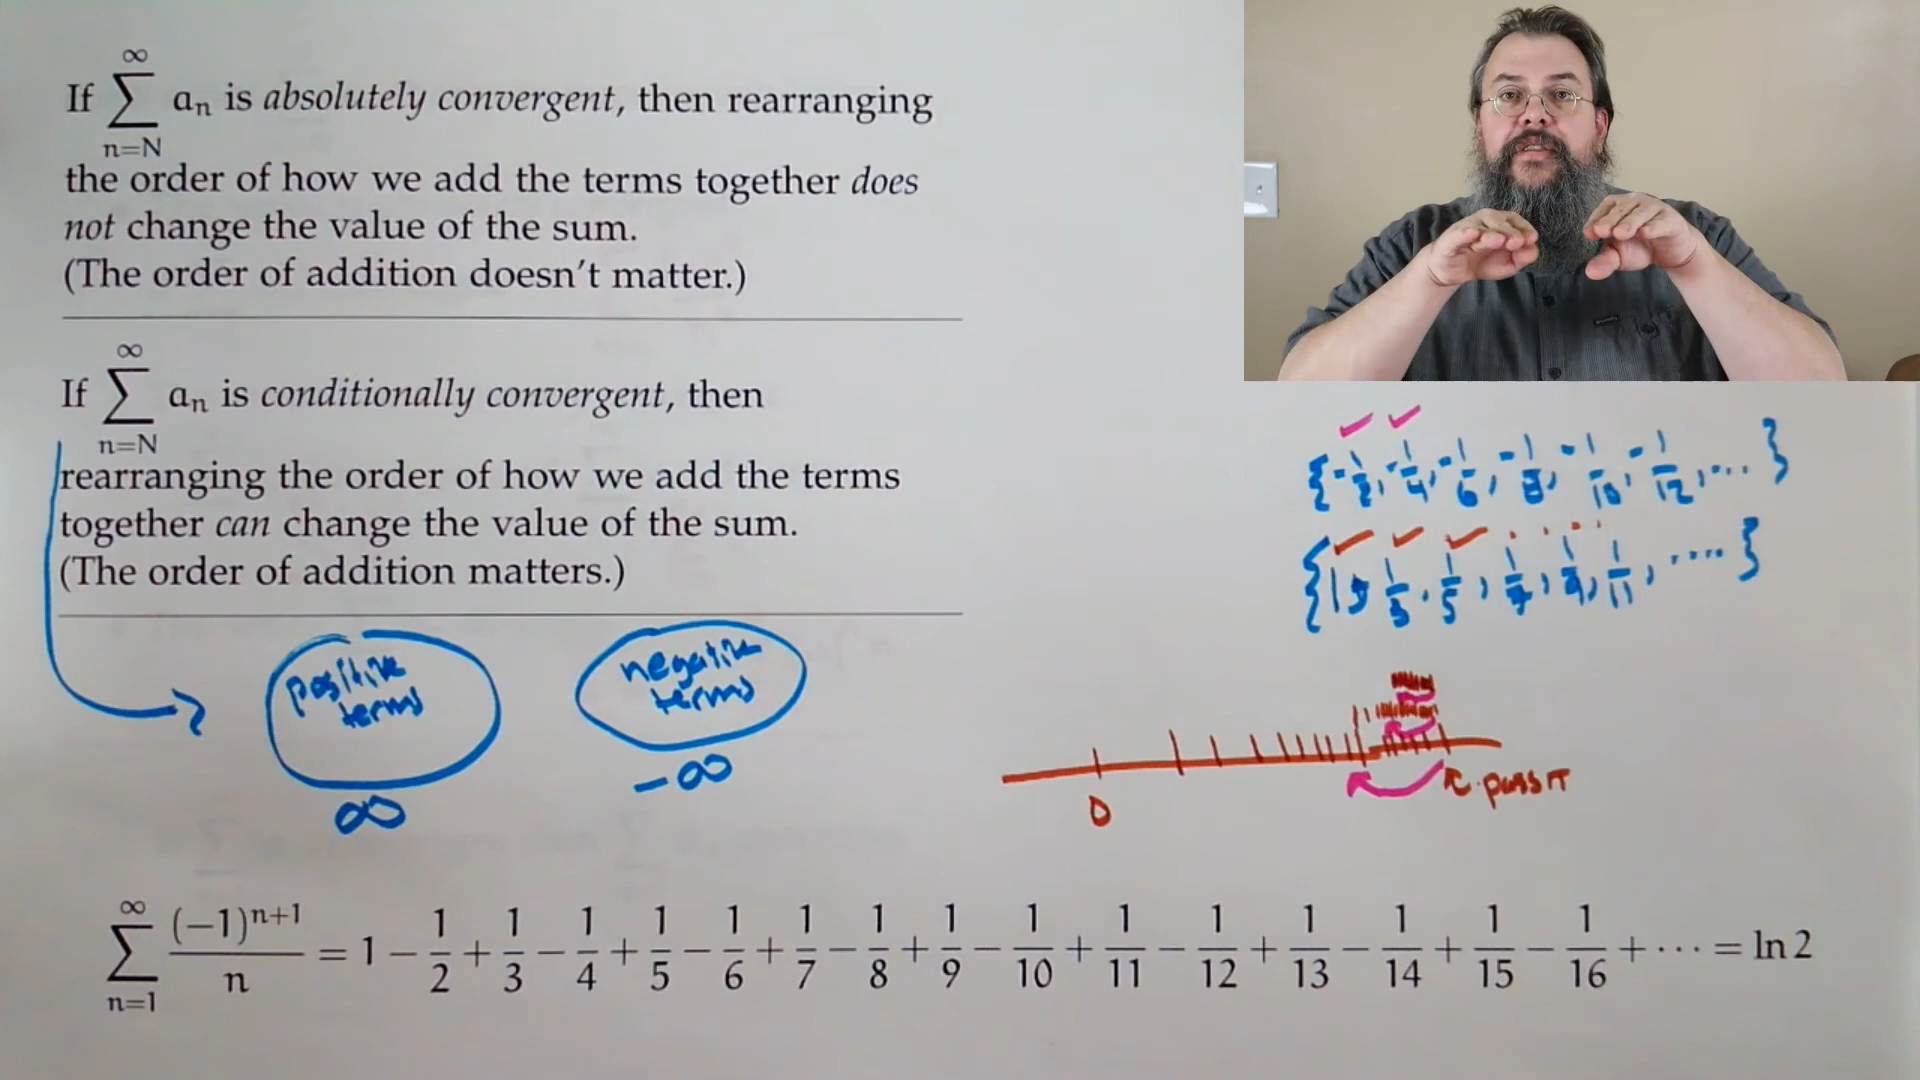 If ∑_{n=N}^{∞} aₙ is absolutely convergent, then rearranging
the order of how we add the terms together does
not change the value of the sum.
(The order of addition doesn't matter.)
If ∑_{n=N}^{∞} aₙ is conditionally convergent, then
rearranging the order of how we add the terms
together can change the value of the sum.
(The order of addition matters.)
{-1/2, -1/4, -1/6, -1/8, -1/10, -1/12, ...}
{1, 1/3, 1/5, 1/7, 1/9, 1/11, ....}
positive
terms
∞
negative
terms
-∞
0
pass π
∑_{n=1}^{∞} (-1)^{n+1}/n = 1 - 1/2 + 1/3 - 1/4 + 1/5 - 1/6 + 1/7 - 1/8 + 1/9 - 1/10 + 1/11 - 1/12 + 1/13 - 1/14 + 1/15 - 1/16 + ⋯ = ln 2